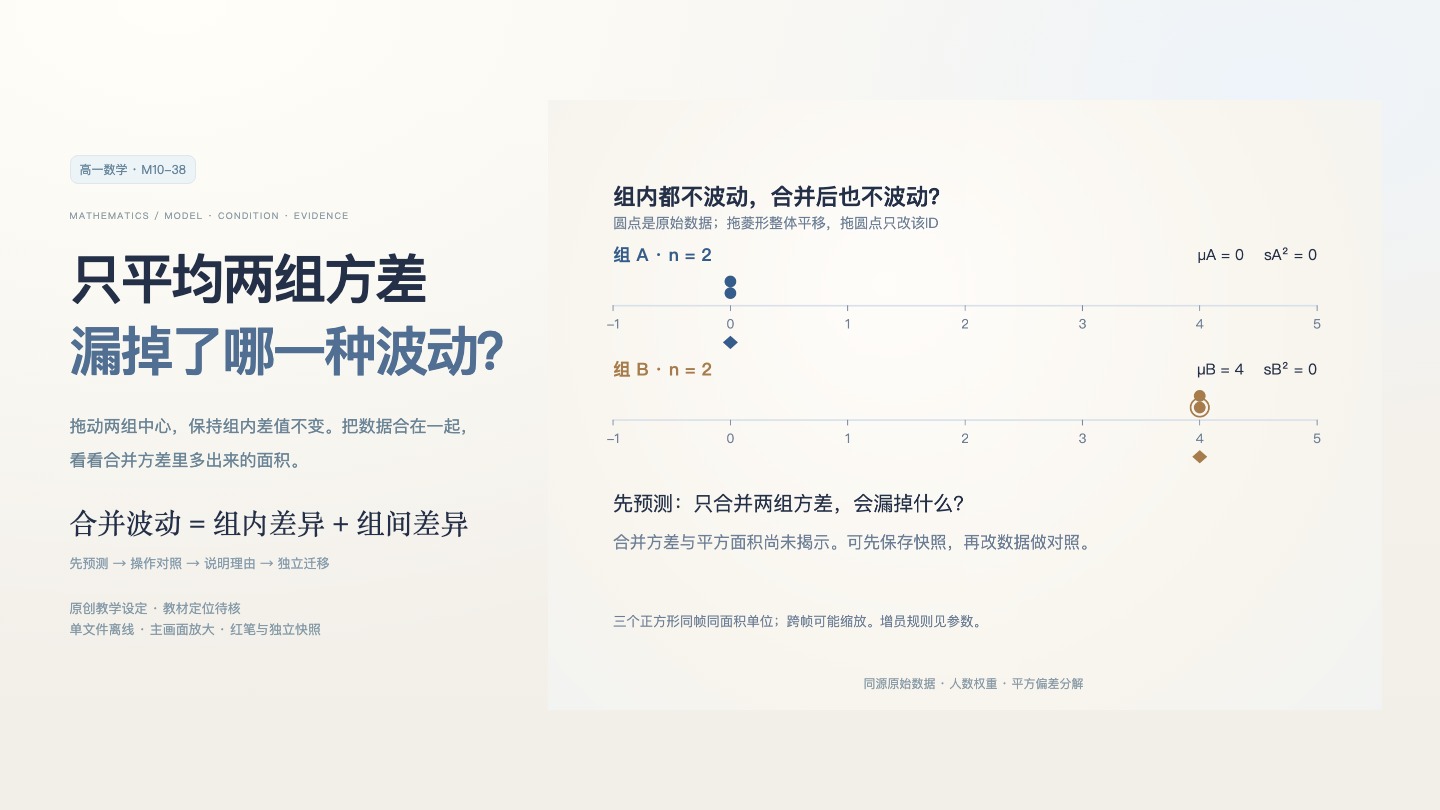 高一数学 · M10–38
MATHEMATICS / MODEL · CONDITION · EVIDENCE
只平均两组方差
漏掉了哪一种波动?
拖动两组中心，保持组内差值不变。把数据合在一起，
看看合并方差里多出来的面积。
合并波动 = 组内差异 + 组间差异
先预测 → 操作对照 → 说明理由 → 独立迁移
原创教学设定 · 教材定位待核
单文件离线 · 主画面放大 · 红笔与独立快照
组内都不波动，合并后也不波动?
圆点是原始数据；拖菱形整体平移，拖圆点只改该ID
组 A · n = 2 μA = 0 sA² = 0
–1 0 1 2 3 4 5
组 B · n = 2 μB = 4 sB² = 0
–1 0 1 2 3 4 5
先预测：只合并两组方差，会漏掉什么?
合并方差与平方面积尚未揭示。可先保存快照，再改数据做对照。
三个正方形同帧同面积单位；跨帧可能缩放。增员规则见参数。
同源原始数据 · 人数权重 · 平方偏差分解